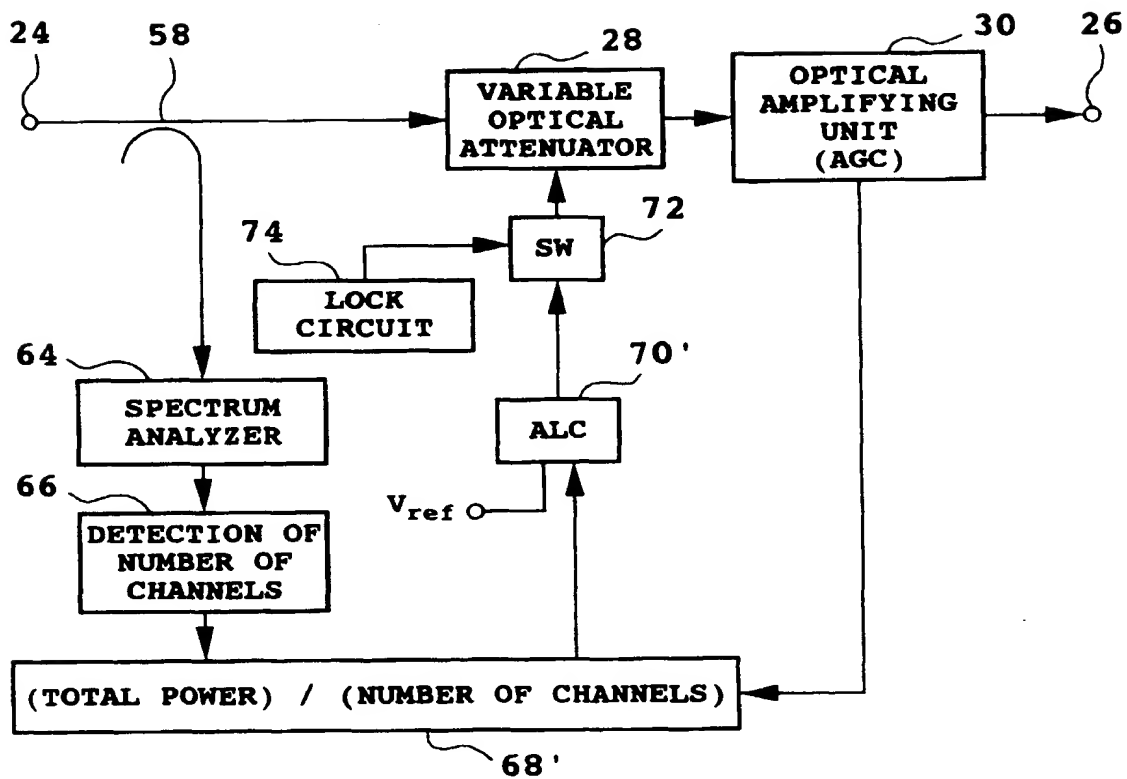 24
58
28
30
26
VARIABLE
OPTICAL
ATTENUATOR
OPTICAL
AMPLIFYING
UNIT
(AGC)
74
72
SW
LOCK
CIRCUIT
64
70'
SPECTRUM
ANALYZER
ALC
66
Vref
DETECTION OF
NUMBER OF
CHANNELS
(TOTAL POWER) / (NUMBER OF CHANNELS)
68'